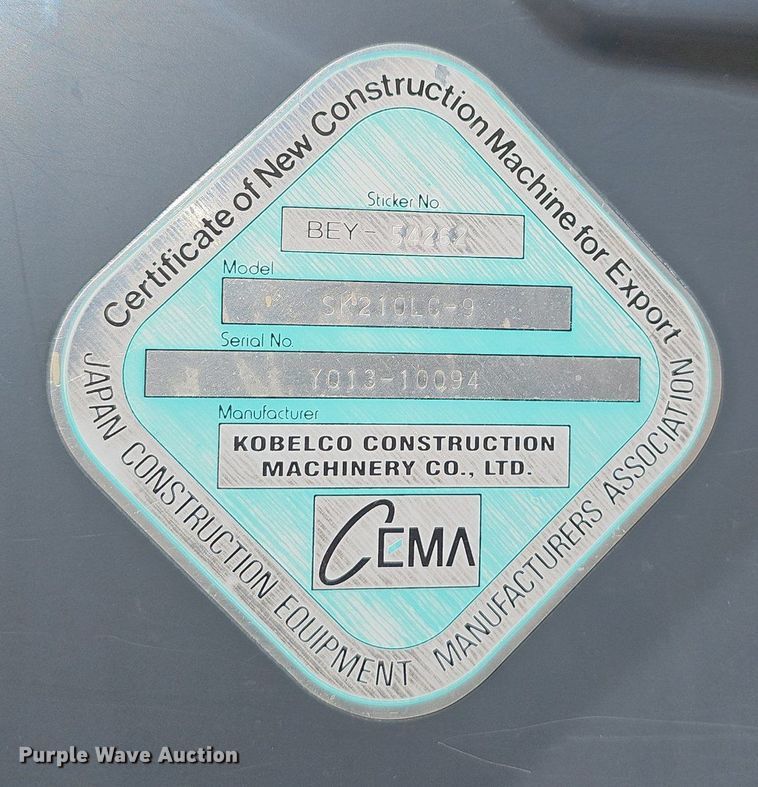 Certificate of New Construction Machine for Export
Sticker No
BEY - 54262
Model
SK210LC-9
Serial No.
YQ13-10094
Manufacturer
KOBELCO CONSTRUCTION
MACHINERY CO., LTD.
CEMA
JAPAN CONSTRUCTION EQUIPMENT MANUFACTURERS ASSOCIATION
Purple Wave Auction